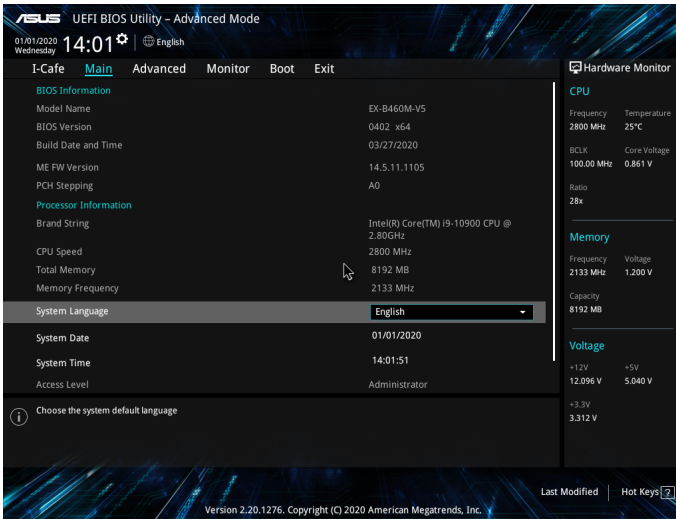 ASUS UEFI BIOS Utility – Advanced Mode
01/01/2020
Wednesday 14:01 English
I-Cafe Main Advanced Monitor Boot Exit
BIOS Information
Model Name EX-B460M-V5
BIOS Version 0402 x64
Build Date and Time 03/27/2020
ME FW Version 14.5.11.1105
PCH Stepping A0
Processor Information
Brand String Intel(R) Core(TM) i9-10900 CPU @
2.80GHz
CPU Speed 2800 MHz
Total Memory 8192 MB
Memory Frequency 2133 MHz
System Language English
System Date 01/01/2020
System Time 14:01:51
Access Level Administrator
i Choose the system default language
Hardware Monitor
CPU
Frequency Temperature
2800 MHz 25°C
BCLK Core Voltage
100.00 MHz 0.861 V
Ratio
28x
Memory
Frequency Voltage
2133 MHz 1.200 V
Capacity
8192 MB
Voltage
+12V +5V
12.096 V 5.040 V
+3.3V
3.312 V
Last Modified Hot Keys ?
Version 2.20.1276. Copyright (C) 2020 American Megatrends, Inc.